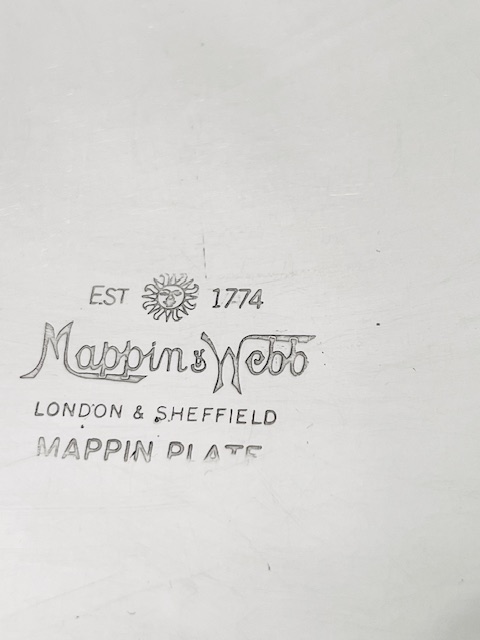 EST 1774
Mappin & Webb
LONDON & SHEFFIELD
MAPPIN PLATE